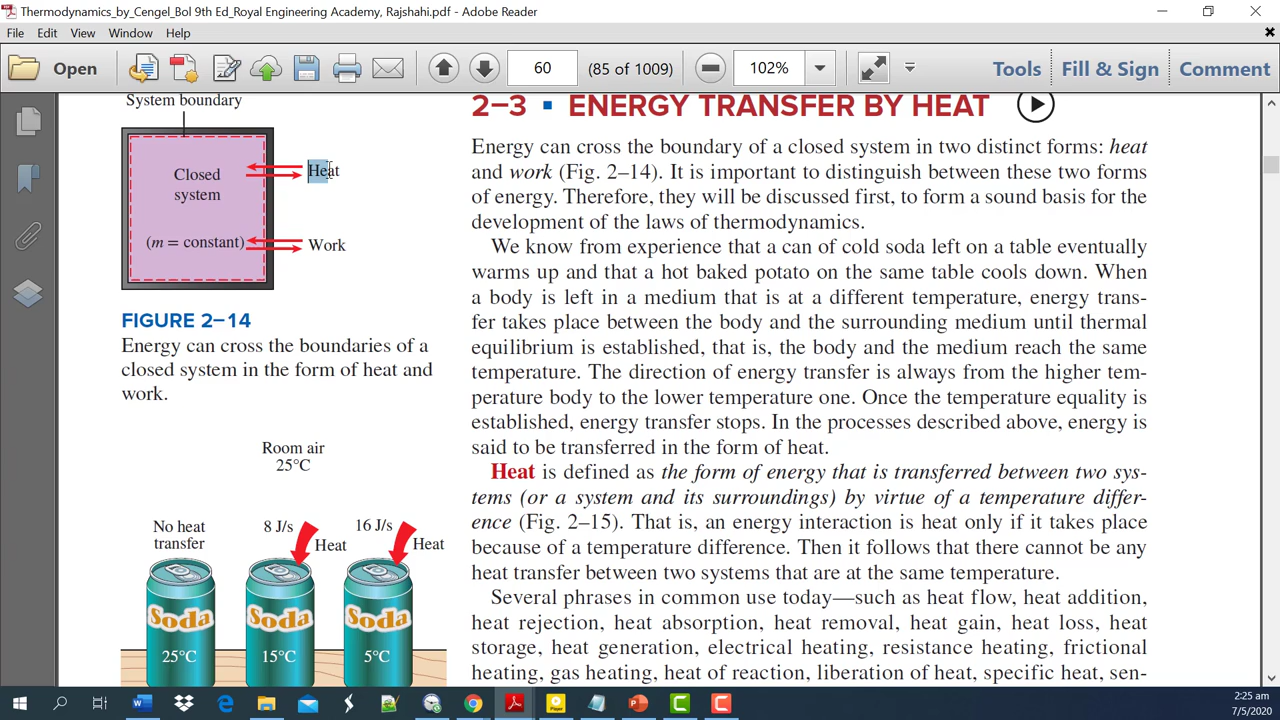 Thermodynamics_by_Cengel_Bol 9th Ed_Royal Engineering Academy, Rajshahi.pdf - Adobe Reader
File Edit View Window Help
Open
60 (85 of 1009) 102%
Tools Fill & Sign Comment
System boundary
Closed
system
(m = constant)
Heat
Work
FIGURE 2–14
Energy can cross the boundaries of a
closed system in the form of heat and
work.
Room air
25°C
No heat
transfer
8 J/s
Heat
16 J/s
Heat
Soda
25°C
Soda
15°C
Soda
5°C
2–3 ▪ ENERGY TRANSFER BY HEAT
Energy can cross the boundary of a closed system in two distinct forms: heat
and work (Fig. 2–14). It is important to distinguish between these two forms
of energy. Therefore, they will be discussed first, to form a sound basis for the
development of the laws of thermodynamics.
We know from experience that a can of cold soda left on a table eventually
warms up and that a hot baked potato on the same table cools down. When
a body is left in a medium that is at a different temperature, energy trans-
fer takes place between the body and the surrounding medium until thermal
equilibrium is established, that is, the body and the medium reach the same
temperature. The direction of energy transfer is always from the higher tem-
perature body to the lower temperature one. Once the temperature equality is
established, energy transfer stops. In the processes described above, energy is
said to be transferred in the form of heat.
Heat is defined as the form of energy that is transferred between two sys-
tems (or a system and its surroundings) by virtue of a temperature differ-
ence (Fig. 2–15). That is, an energy interaction is heat only if it takes place
because of a temperature difference. Then it follows that there cannot be any
heat transfer between two systems that are at the same temperature.
Several phrases in common use today—such as heat flow, heat addition,
heat rejection, heat absorption, heat removal, heat gain, heat loss, heat
storage, heat generation, electrical heating, resistance heating, frictional
heating, gas heating, heat of reaction, liberation of heat, specific heat, sen-
2:25 am
7/5/2020